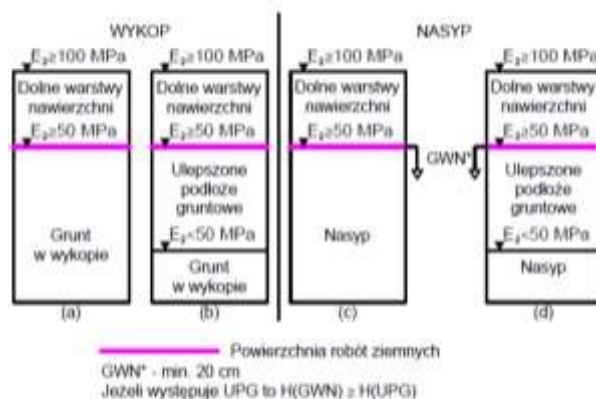 WYKOP
NASYP
E₂≥100 MPa
Dolne warstwy
nawierzchni
E₂≥50 MPa
Grunt
w wykopie
(a)
E₂≥100 MPa
Dolne warstwy
nawierzchni
E₂≥50 MPa
Ulepszone
podłoże
gruntowe
E₂<50 MPa
Grunt
w wykopie
(b)
E₂≥100 MPa
Dolne warstwy
nawierzchni
E₂≥50 MPa
Nasyp
(c)
GWN*
E₂≥100 MPa
Dolne warstwy
nawierzchni
E₂≥50 MPa
Ulepszone
podłoże
gruntowe
E₂<50 MPa
Nasyp
(d)
Powierzchnia robót ziemnych
GWN* - min. 20 cm
Jeżeli występuje UPG to H(GWN) ≥ H(UPG)